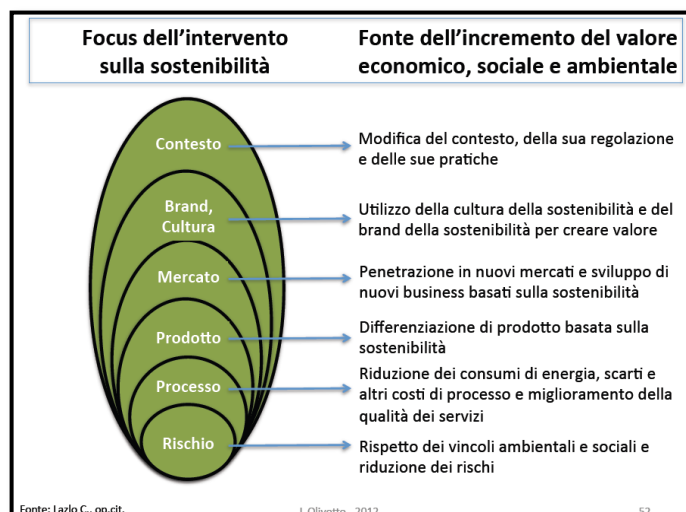 Focus dell'intervento
sulla sostenibilità
Fonte dell'incremento del valore
economico, sociale e ambientale
Contesto
Modifica del contesto, della sua regolazione
e delle sue pratiche
Brand,
Cultura
Utilizzo della cultura della sostenibilità e del
brand della sostenibilità per creare valore
Mercato
Penetrazione in nuovi mercati e sviluppo di
nuovi business basati sulla sostenibilità
Prodotto
Differenziazione di prodotto basata sulla
sostenibilità
Processo
Riduzione dei consumi di energia, scarti e
altri costi di processo e miglioramento della
qualità dei servizi
Rischio
Rispetto dei vincoli ambientali e sociali e
riduzione dei rischi
Fonte: Lazlo C., op.cit.
L.Olivotto - 2012
52